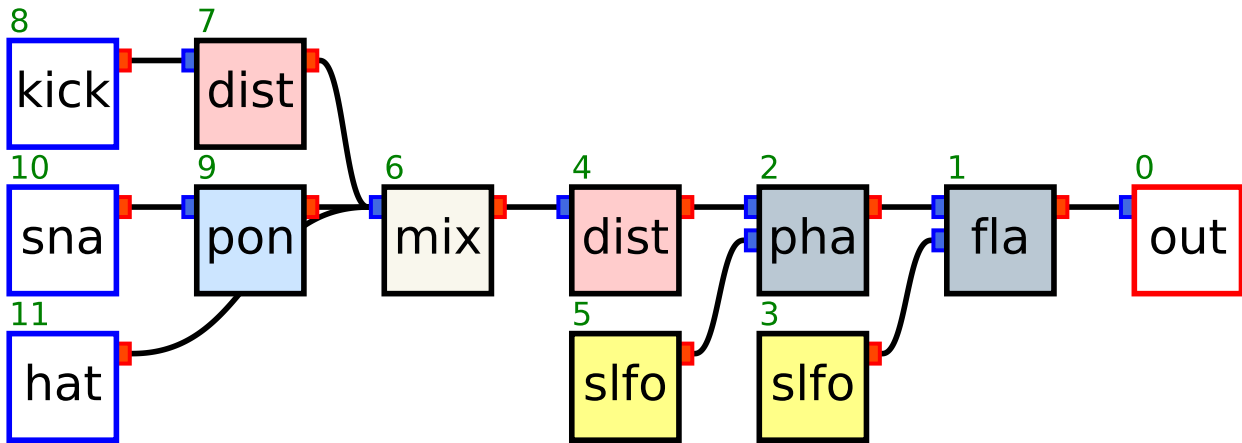 8 7
kick dist
10 9 6 4 2 1 0
sna pon mix dist pha fla out
11 5 3
hat slfo slfo